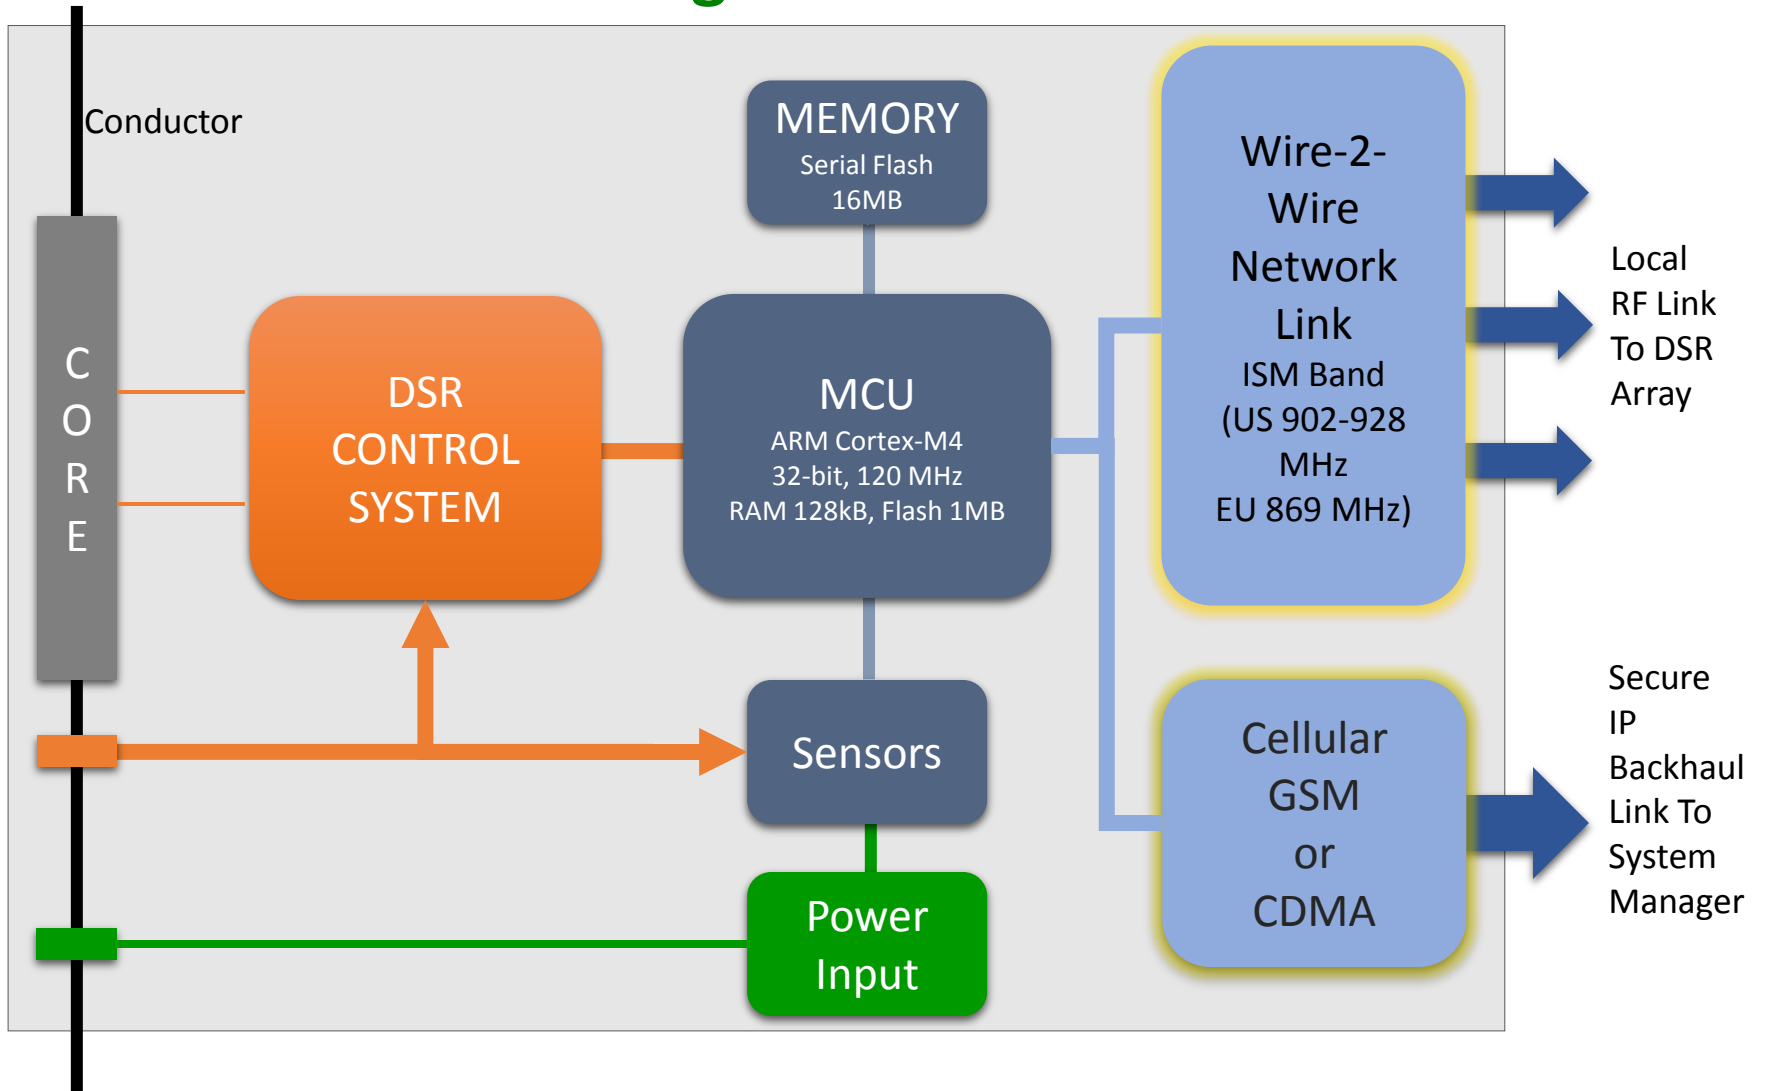 Conductor
MEMORY
Serial Flash
16MB
C
O
R
E
DSR
CONTROL
SYSTEM
MCU
ARM Cortex-M4
32-bit, 120 MHz
RAM 128kB, Flash 1MB
Wire-2-
Wire
Network
Link
ISM Band
(US 902-928
MHz
EU 869 MHz)
Local
RF Link
To DSR
Array
Sensors
Power
Input
Cellular
GSM
or
CDMA
Secure
IP
Backhaul
Link To
System
Manager